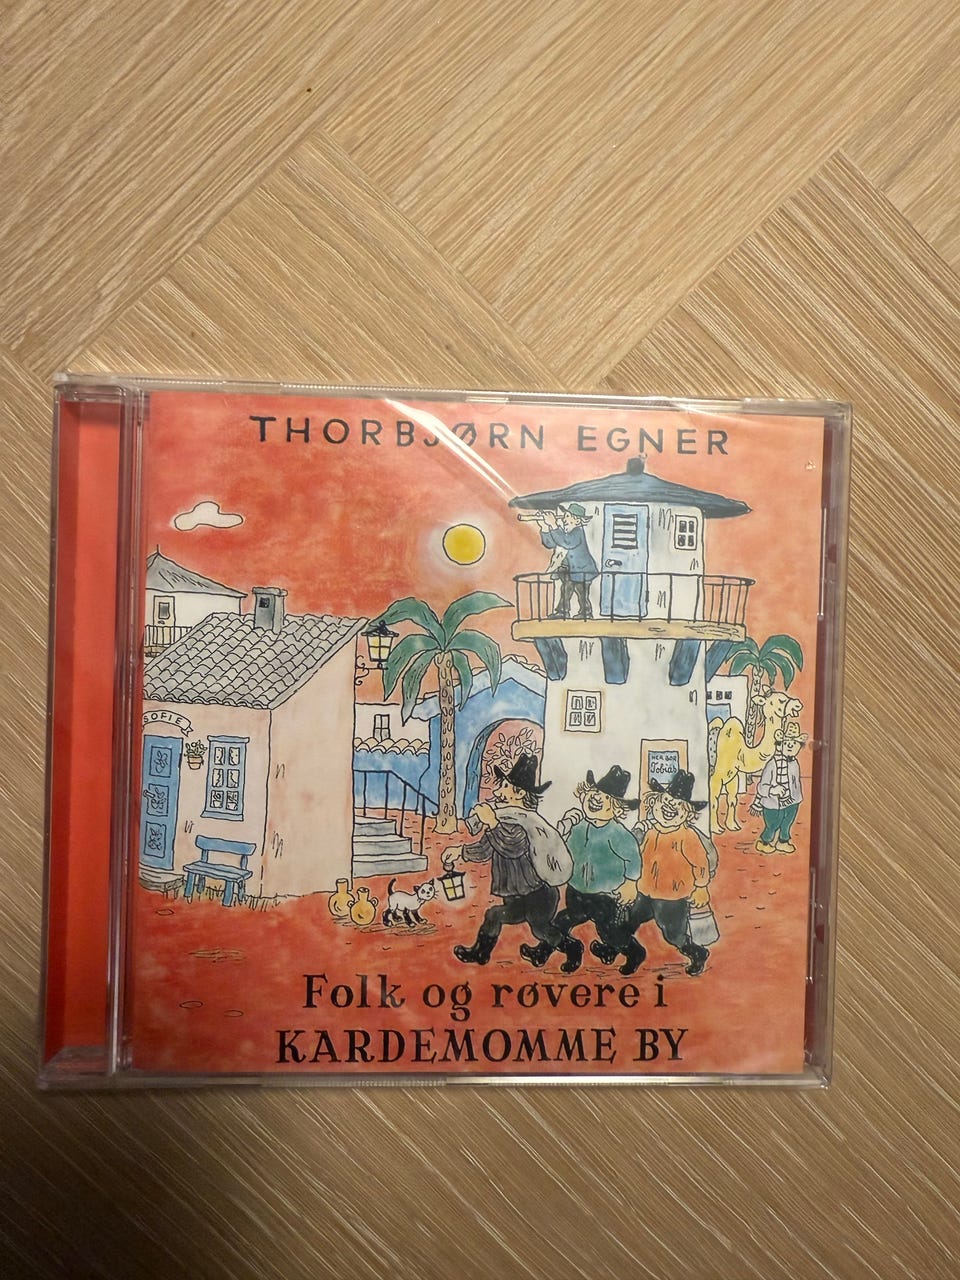 THORBJØRN EGNER
SOFIE
HER BOR
Tobias
Folk og røvere i
KARDEMOMME BY